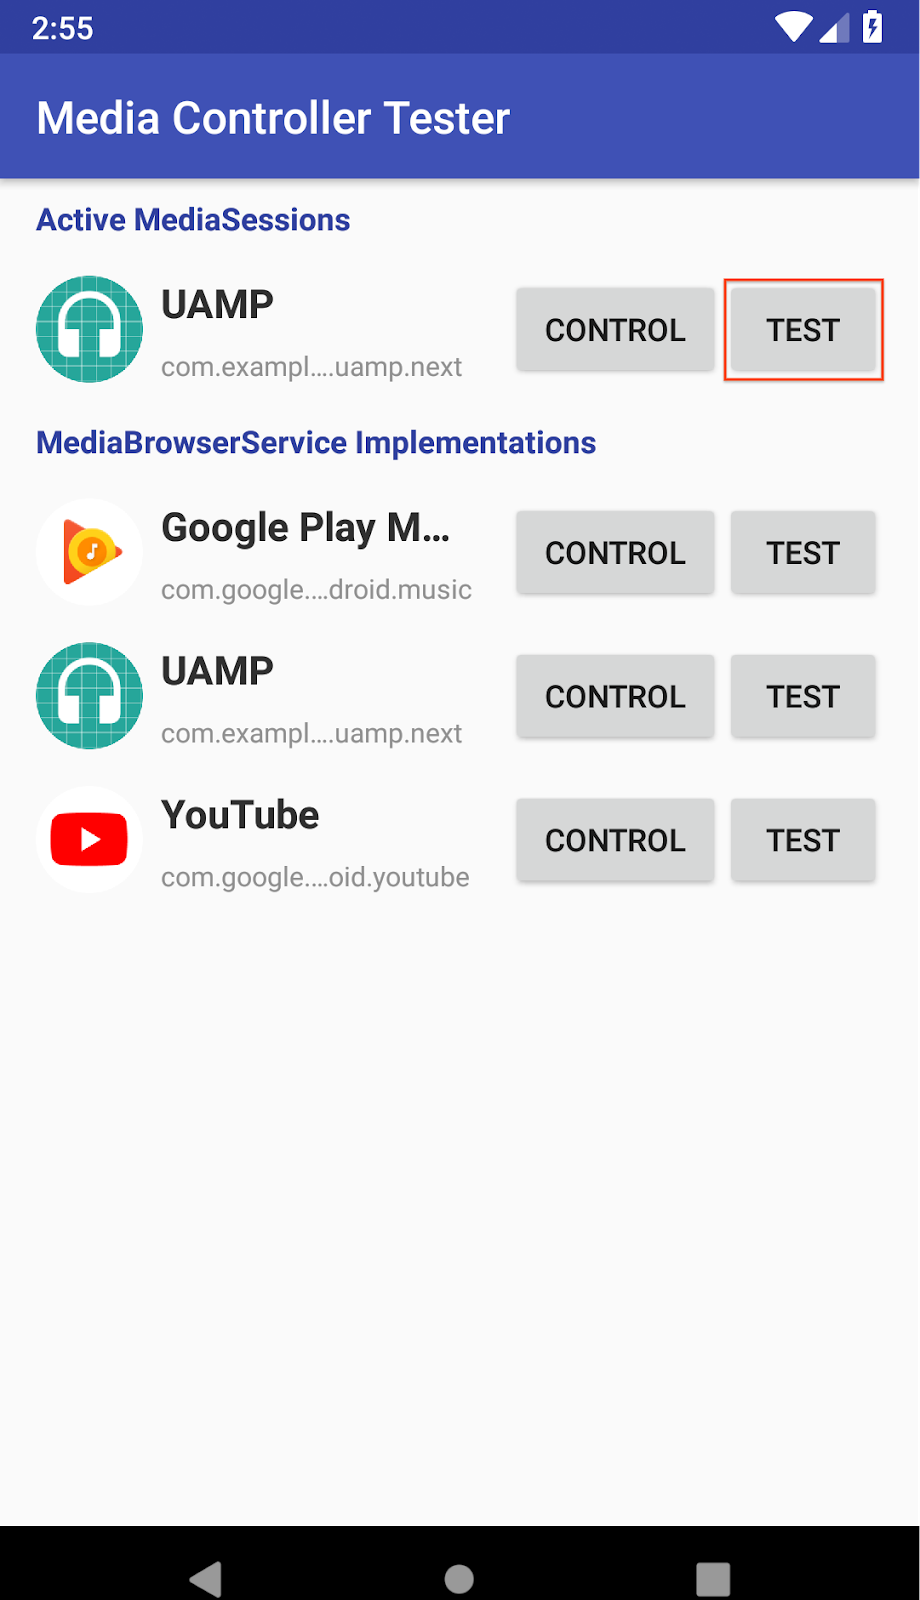 2:55
Media Controller Tester
Active MediaSessions
UAMP
com.exampl....uamp.next
CONTROL
TEST
MediaBrowserService Implementations
Google Play M...
com.google....droid.music
CONTROL
TEST
UAMP
com.exampl....uamp.next
CONTROL
TEST
YouTube
com.google....oid.youtube
CONTROL
TEST